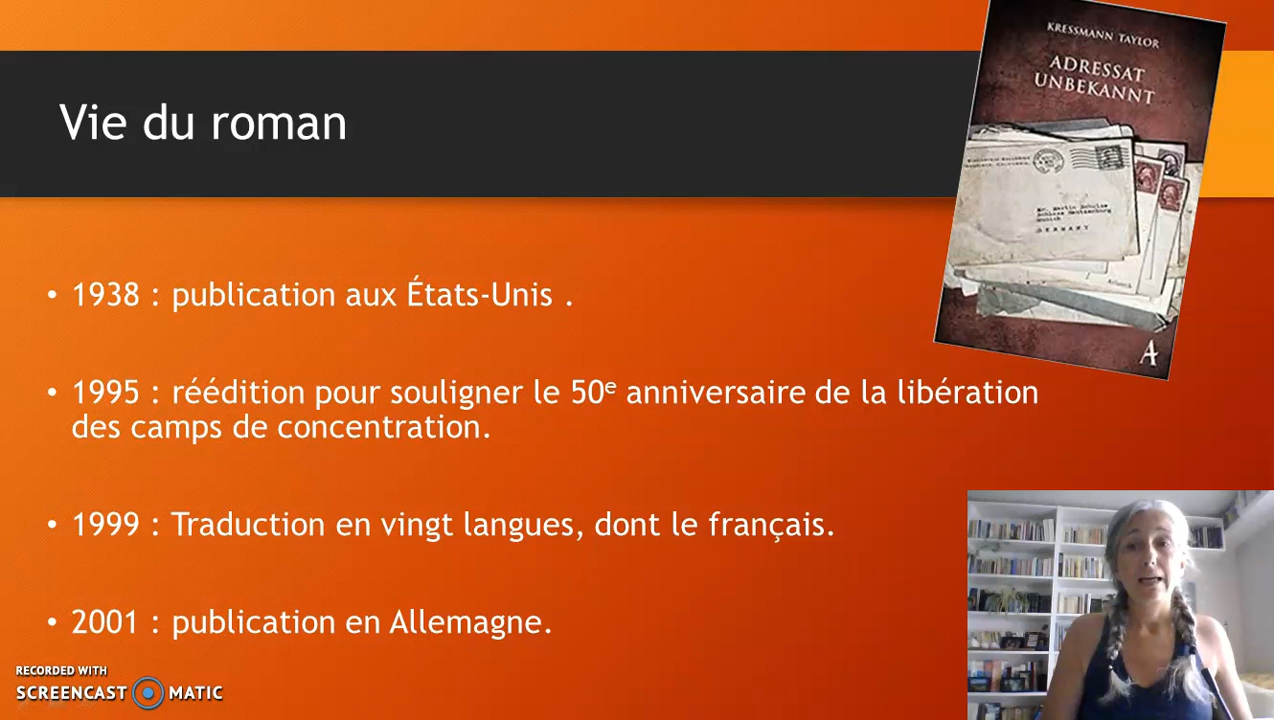 KRESSMANN TAYLOR
ADRESSAT
UNBEKANNT
Vie du roman
GERMANY
• 1938 : publication aux États-Unis .
A
• 1995 : réédition pour souligner le 50e anniversaire de la libération
des camps de concentration.
• 1999 : Traduction en vingt langues, dont le français.
• 2001 : publication en Allemagne.
RECORDED WITH
SCREENCAST MATIC